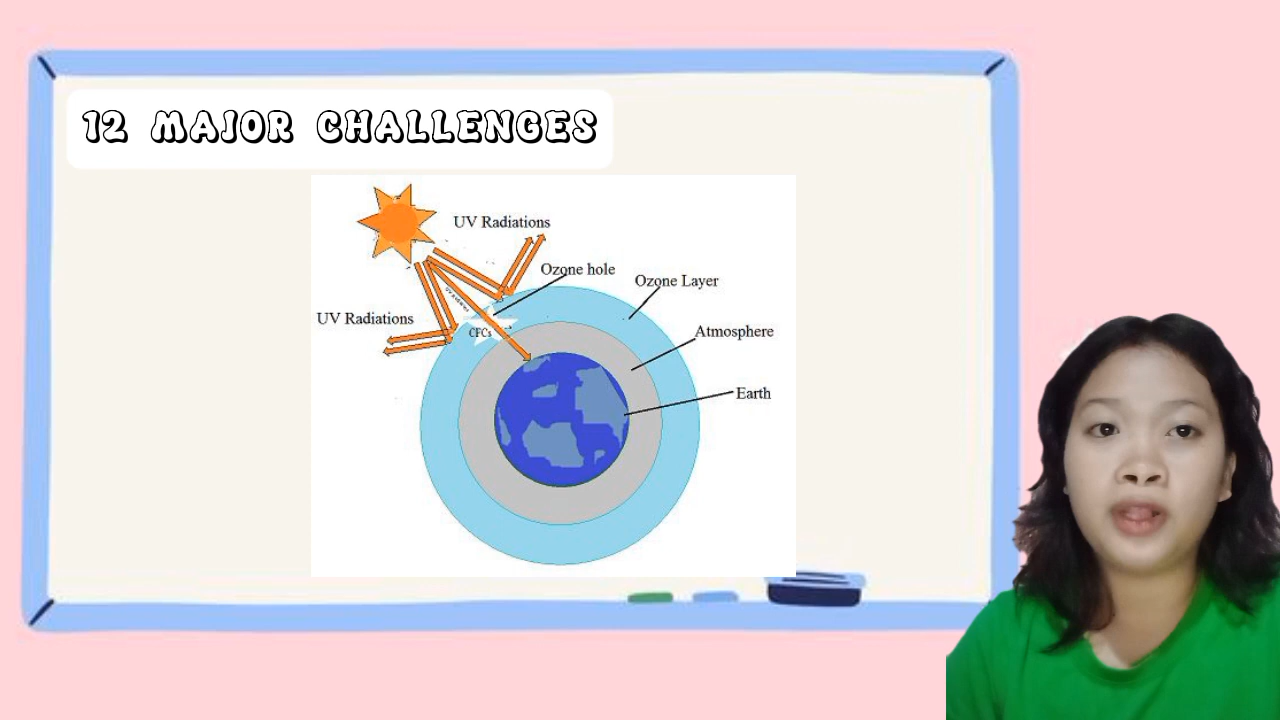 12 MAJOR CHALLENGES
UV Radiations
Ozone hole
Ozone Layer
UV Radiations
CFCs
Atmosphere
Earth